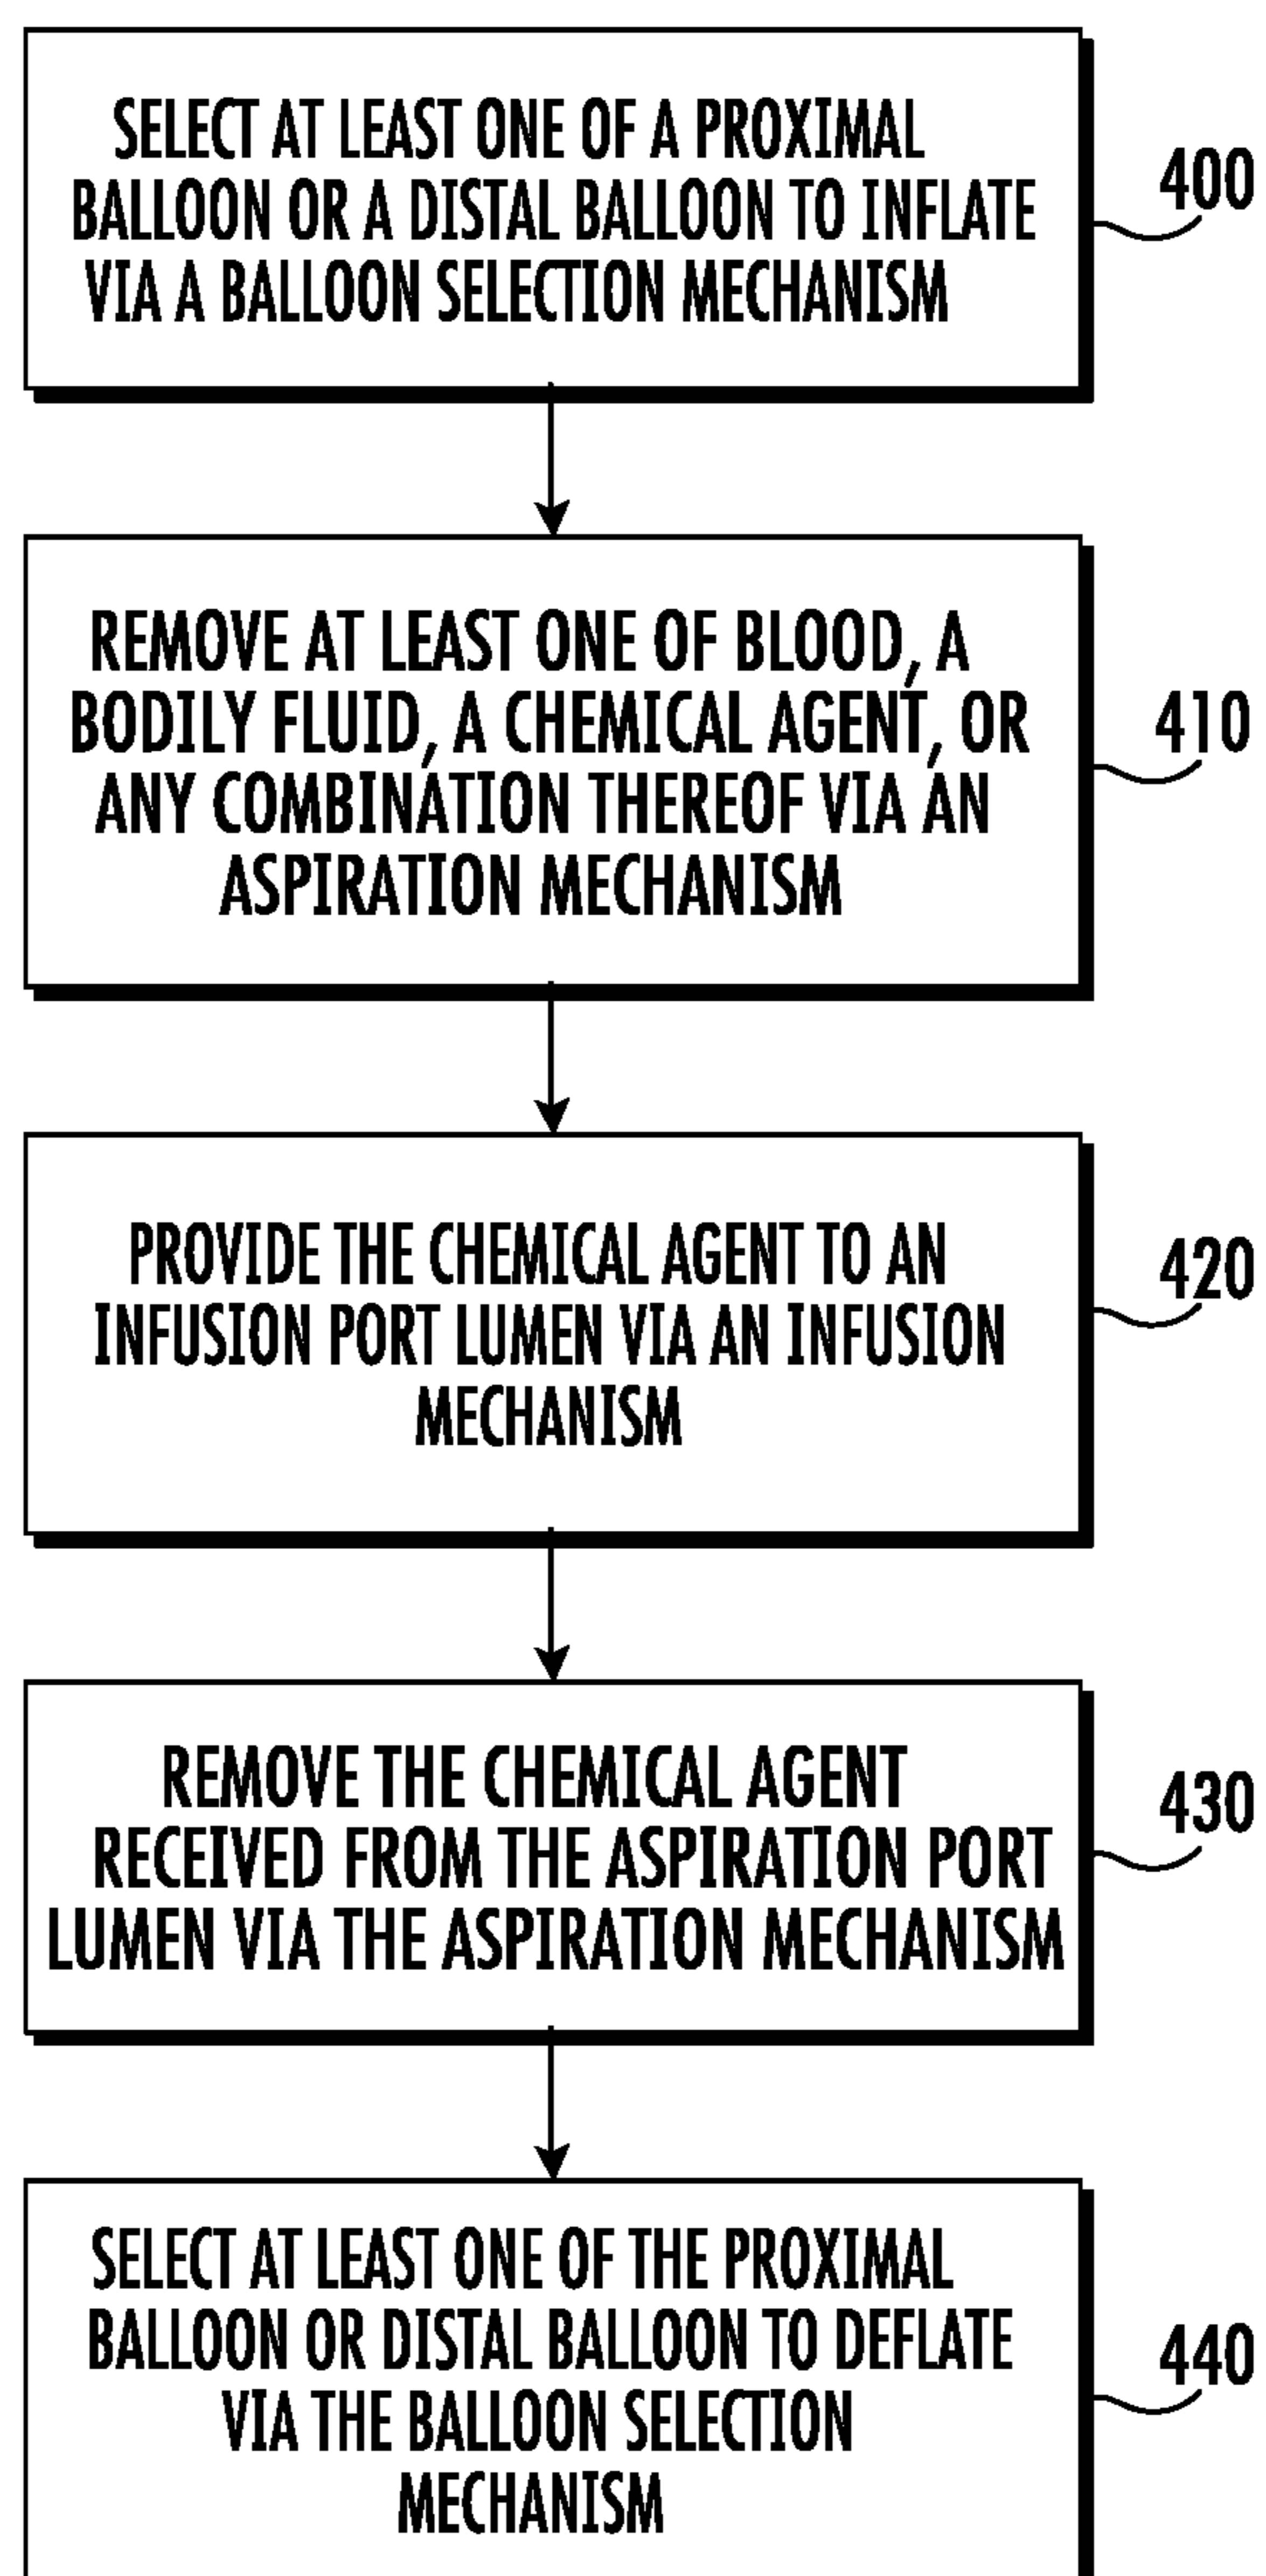 SELECT AT LEAST ONE OF A PROXIMAL
BALLOON OR A DISTAL BALLOON TO INFLATE
VIA A BALLOON SELECTION MECHANISM
400
REMOVE AT LEAST ONE OF BLOOD, A
BODILY FLUID, A CHEMICAL AGENT, OR
ANY COMBINATION THEREOF VIA AN
ASPIRATION MECHANISM
410
PROVIDE THE CHEMICAL AGENT TO AN
INFUSION PORT LUMEN VIA AN INFUSION
MECHANISM
420
REMOVE THE CHEMICAL AGENT
RECEIVED FROM THE ASPIRATION PORT
LUMEN VIA THE ASPIRATION MECHANISM
430
SELECT AT LEAST ONE OF THE PROXIMAL
BALLOON OR DISTAL BALLOON TO DEFLATE
VIA THE BALLOON SELECTION
MECHANISM
440